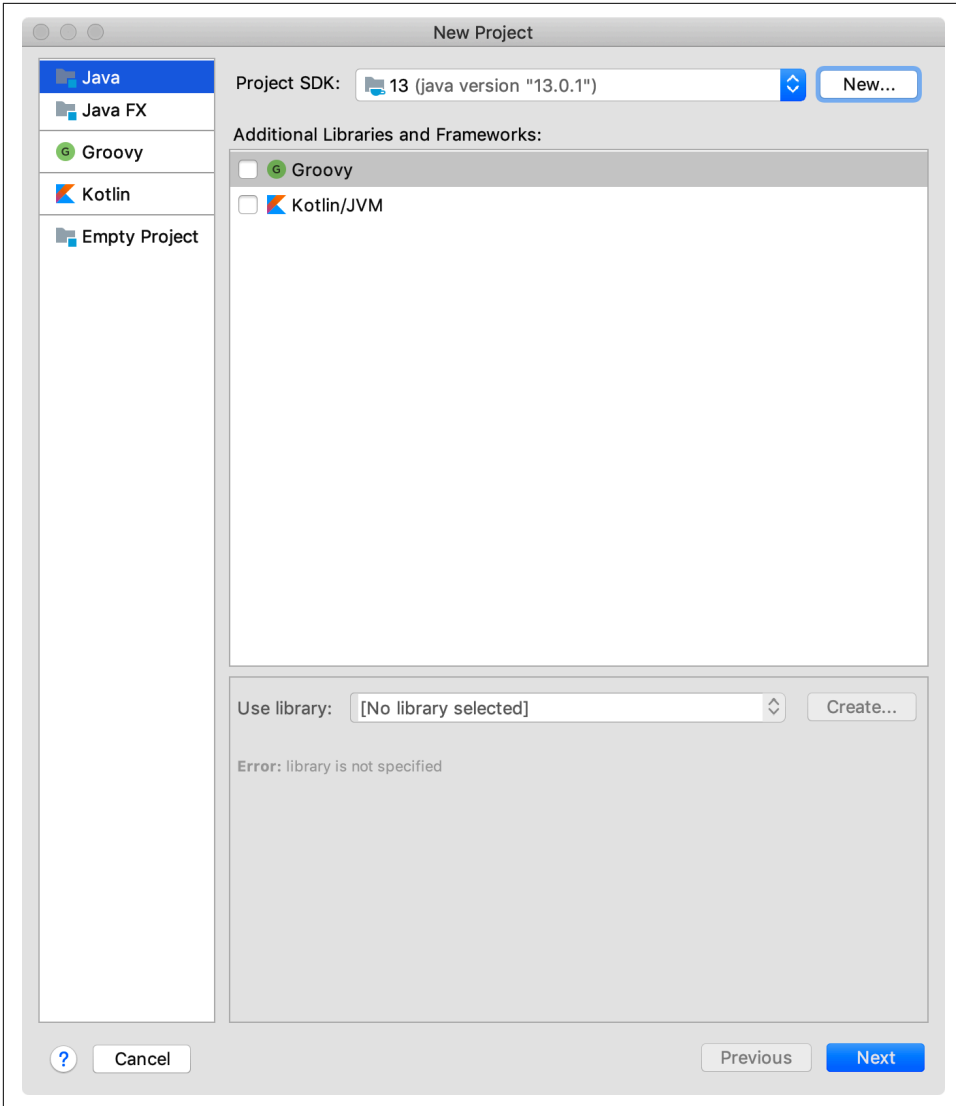 New Project
Java
Java FX
Groovy
Kotlin
Empty Project
Project SDK: 13 (java version "13.0.1") New...
Additional Libraries and Frameworks:
G Groovy
Kotlin/JVM
Use library: [No library selected] Create...
Error: library is not specified
? Cancel Previous Next